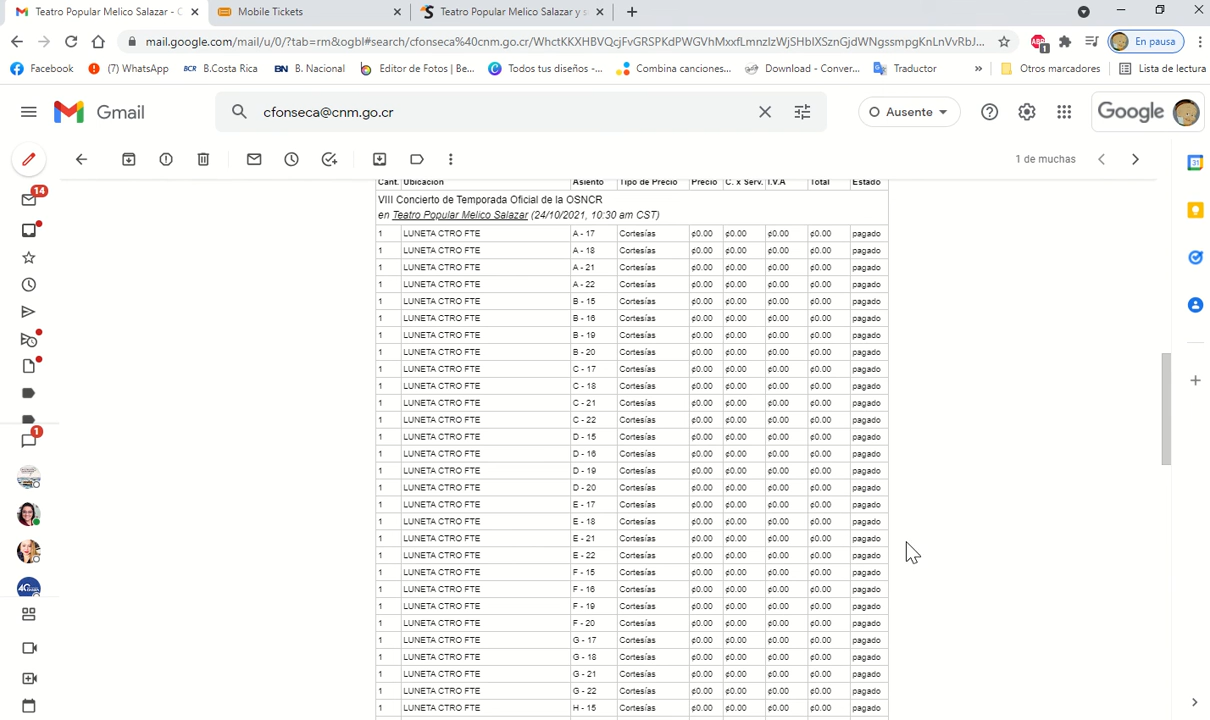 Teatro Popular Melico Salazar - C
Mobile Tickets
Teatro Popular Melico Salazar y s
mail.google.com/mail/u/0/?tab=rm&ogbl#search/cfonseca%40cnm.go.cr/WhctKKXHBVQcjFvGRSPKdPWGVhMxxfLmnzlzWjSHbIXSznGjdWNgssmpgKnLnVvRbJ...
1
En pausa
Facebook
(7) WhatsApp
BCR B.Costa Rica
BN B. Nacional
Editor de Fotos | Be...
Todos tus diseños -...
Combina canciones...
Download - Conver...
Traductor
»
Otros marcadores
Lista de lectura
Gmail
cfonseca@cnm.go.cr
Ausente
Google
1 de muchas
14
1
Cant. Ubicación Asiento Tipo de Precio Precio C. x Serv. I.V.A Total Estado
VIII Concierto de Temporada Oficial de la OSNCR
en Teatro Popular Melico Salazar (24/10/2021, 10:30 am CST)
1 LUNETA CTRO FTE A - 17 Cortesías ¢0.00 ¢0.00 ¢0.00 ¢0.00 pagado
1 LUNETA CTRO FTE A - 18 Cortesías ¢0.00 ¢0.00 ¢0.00 ¢0.00 pagado
1 LUNETA CTRO FTE A - 21 Cortesías ¢0.00 ¢0.00 ¢0.00 ¢0.00 pagado
1 LUNETA CTRO FTE A - 22 Cortesías ¢0.00 ¢0.00 ¢0.00 ¢0.00 pagado
1 LUNETA CTRO FTE B - 15 Cortesías ¢0.00 ¢0.00 ¢0.00 ¢0.00 pagado
1 LUNETA CTRO FTE B - 16 Cortesías ¢0.00 ¢0.00 ¢0.00 ¢0.00 pagado
1 LUNETA CTRO FTE B - 19 Cortesías ¢0.00 ¢0.00 ¢0.00 ¢0.00 pagado
1 LUNETA CTRO FTE B - 20 Cortesías ¢0.00 ¢0.00 ¢0.00 ¢0.00 pagado
1 LUNETA CTRO FTE C - 17 Cortesías ¢0.00 ¢0.00 ¢0.00 ¢0.00 pagado
1 LUNETA CTRO FTE C - 18 Cortesías ¢0.00 ¢0.00 ¢0.00 ¢0.00 pagado
1 LUNETA CTRO FTE C - 21 Cortesías ¢0.00 ¢0.00 ¢0.00 ¢0.00 pagado
1 LUNETA CTRO FTE C - 22 Cortesías ¢0.00 ¢0.00 ¢0.00 ¢0.00 pagado
1 LUNETA CTRO FTE D - 15 Cortesías ¢0.00 ¢0.00 ¢0.00 ¢0.00 pagado
1 LUNETA CTRO FTE D - 16 Cortesías ¢0.00 ¢0.00 ¢0.00 ¢0.00 pagado
1 LUNETA CTRO FTE D - 19 Cortesías ¢0.00 ¢0.00 ¢0.00 ¢0.00 pagado
1 LUNETA CTRO FTE D - 20 Cortesías ¢0.00 ¢0.00 ¢0.00 ¢0.00 pagado
1 LUNETA CTRO FTE E - 17 Cortesías ¢0.00 ¢0.00 ¢0.00 ¢0.00 pagado
1 LUNETA CTRO FTE E - 18 Cortesías ¢0.00 ¢0.00 ¢0.00 ¢0.00 pagado
1 LUNETA CTRO FTE E - 21 Cortesías ¢0.00 ¢0.00 ¢0.00 ¢0.00 pagado
1 LUNETA CTRO FTE E - 22 Cortesías ¢0.00 ¢0.00 ¢0.00 ¢0.00 pagado
1 LUNETA CTRO FTE F - 15 Cortesías ¢0.00 ¢0.00 ¢0.00 ¢0.00 pagado
1 LUNETA CTRO FTE F - 16 Cortesías ¢0.00 ¢0.00 ¢0.00 ¢0.00 pagado
1 LUNETA CTRO FTE F - 19 Cortesías ¢0.00 ¢0.00 ¢0.00 ¢0.00 pagado
1 LUNETA CTRO FTE F - 20 Cortesías ¢0.00 ¢0.00 ¢0.00 ¢0.00 pagado
1 LUNETA CTRO FTE G - 17 Cortesías ¢0.00 ¢0.00 ¢0.00 ¢0.00 pagado
1 LUNETA CTRO FTE G - 18 Cortesías ¢0.00 ¢0.00 ¢0.00 ¢0.00 pagado
1 LUNETA CTRO FTE G - 21 Cortesías ¢0.00 ¢0.00 ¢0.00 ¢0.00 pagado
1 LUNETA CTRO FTE G - 22 Cortesías ¢0.00 ¢0.00 ¢0.00 ¢0.00 pagado
1 LUNETA CTRO FTE H - 15 Cortesías ¢0.00 ¢0.00 ¢0.00 ¢0.00 pagado